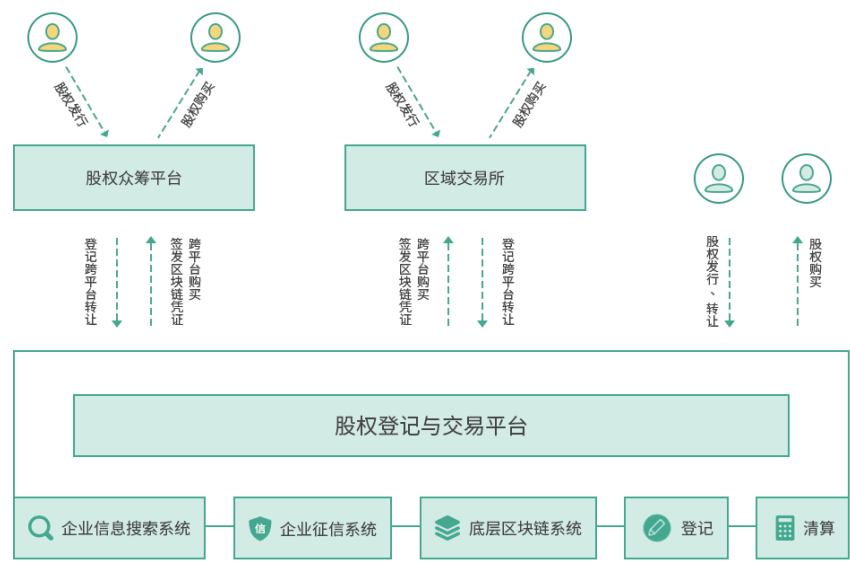 股权发行
股权购买
股权发行
股权购买
股权众筹平台
区域交易所
登记跨平台转让
签发区块链凭证
跨平台购买
签发区块链凭证
跨平台购买
登记跨平台转让
股权发行、转让
股权购买
股权登记与交易平台
企业信息搜索系统
信
企业征信系统
底层区块链系统
登记
清算